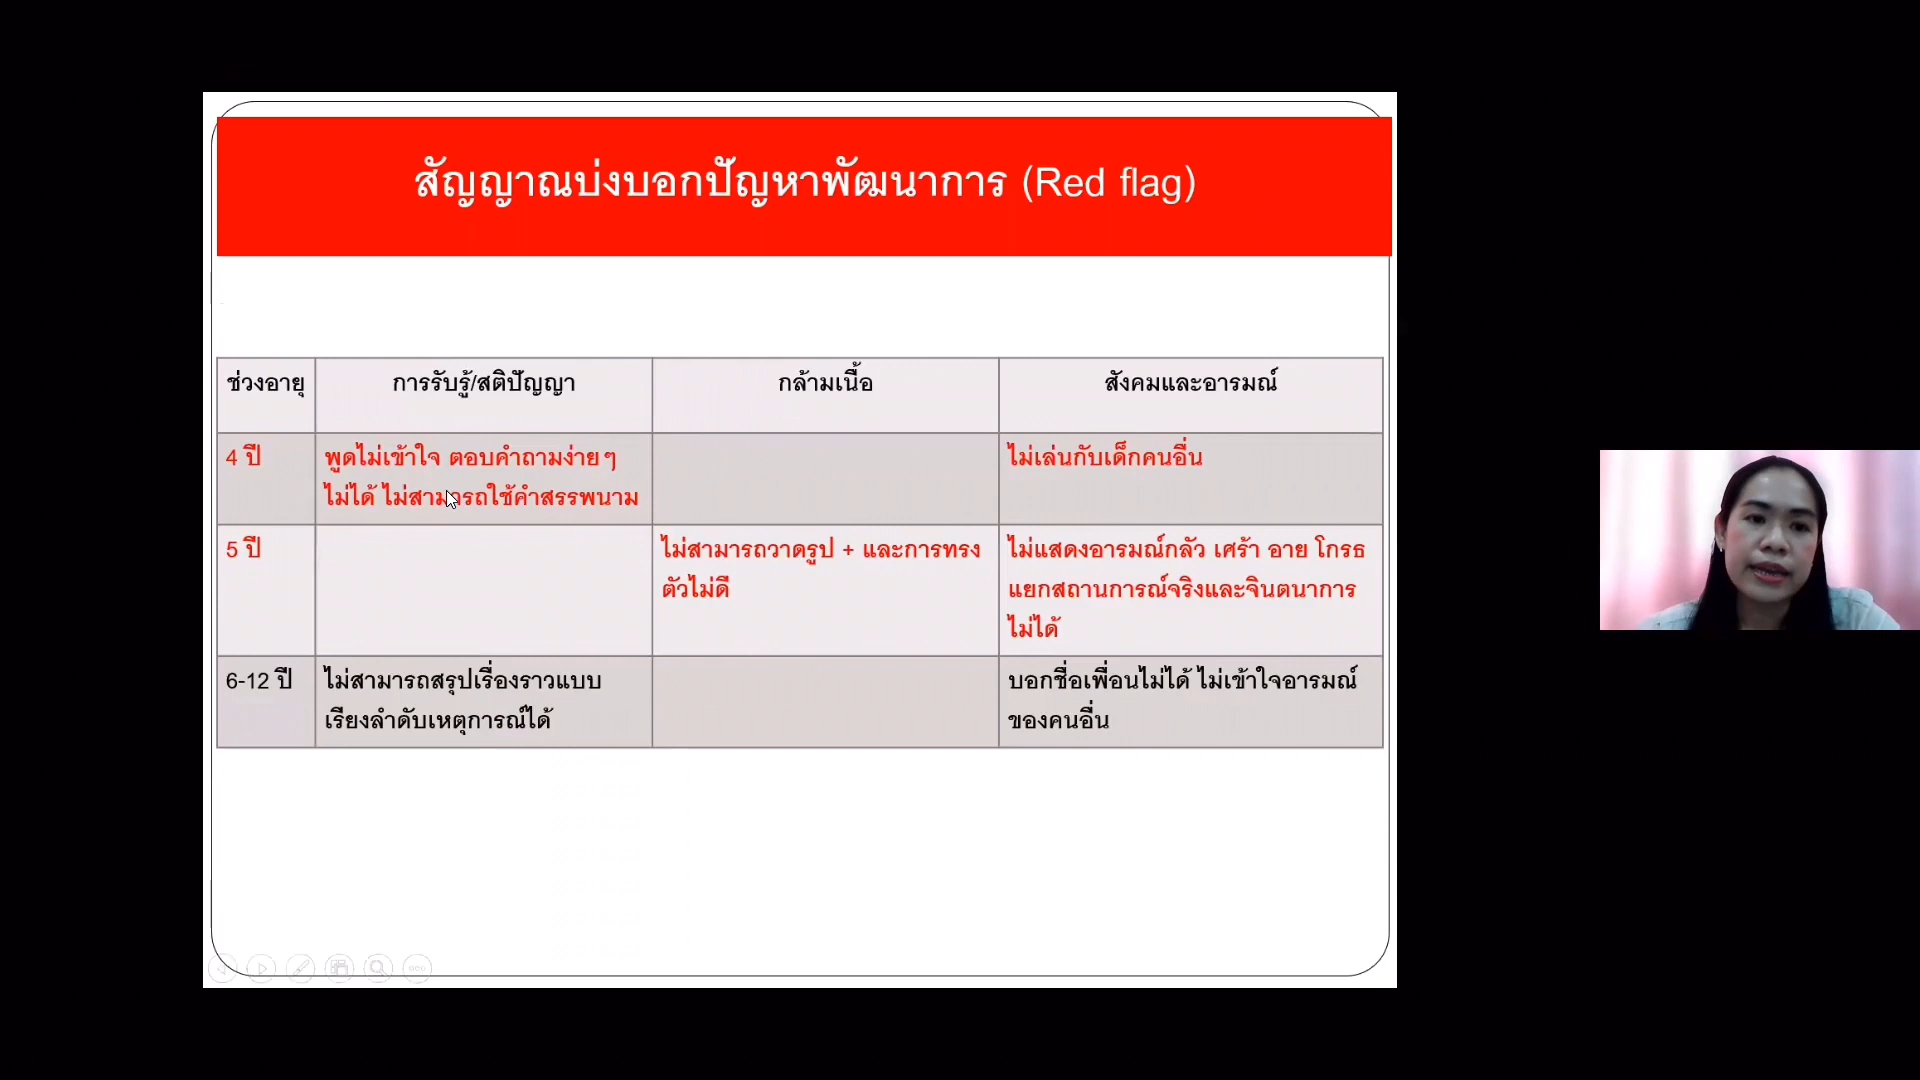 สัญญาณบ่งบอกปัญหาพัฒนาการ (Red flag)
ช่วงอายุ
การรับรู้/สติปัญญา
กล้ามเนื้อ
สังคมและอารมณ์
4 ปี
พูดไม่เข้าใจ ตอบคำถามง่ายๆ
ไม่ได้ ไม่สามารถใช้คำสรรพนาม
ไม่เล่นกับเด็กคนอื่น
5 ปี
ไม่สามารถวาดรูป + และการทรง
ตัวไม่ดี
ไม่แสดงอารมณ์กลัว เศร้า อาย โกรธ
แยกสถานการณ์จริงและจินตนาการ
ไม่ได้
6-12 ปี
ไม่สามารถสรุปเรื่องราวแบบ
เรียงลำดับเหตุการณ์ได้
บอกชื่อเพื่อนไม่ได้ ไม่เข้าใจอารมณ์
ของคนอื่น